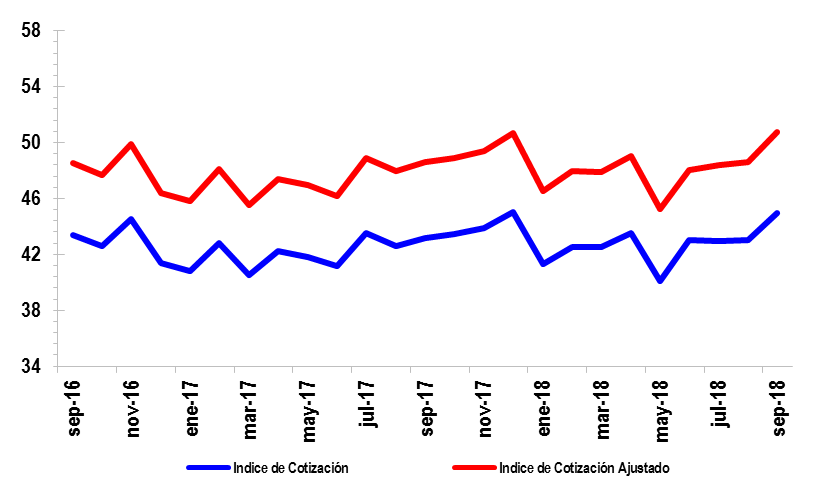 58
54
50
46
42
38
34
sep-16
nov-16
ene-17
mar-17
may-17
jul-17
sep-17
nov-17
ene-18
mar-18
may-18
jul-18
sep-18
Indice de Cotización
Indice de Cotización Ajustado